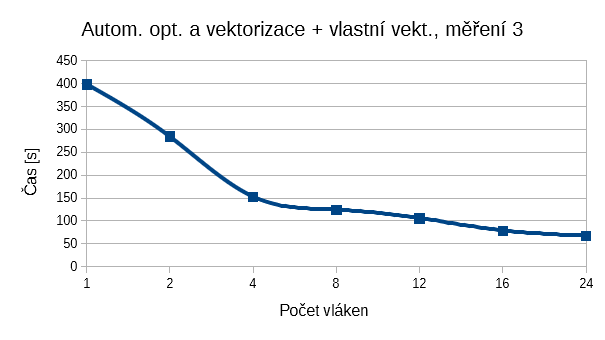 Autom. opt. a vektorizace + vlastní vekt., měření 3
450
400
350
300
250
200
150
100
50
0
Čas [s]
1 2 4 8 12 16 24
Počet vláken